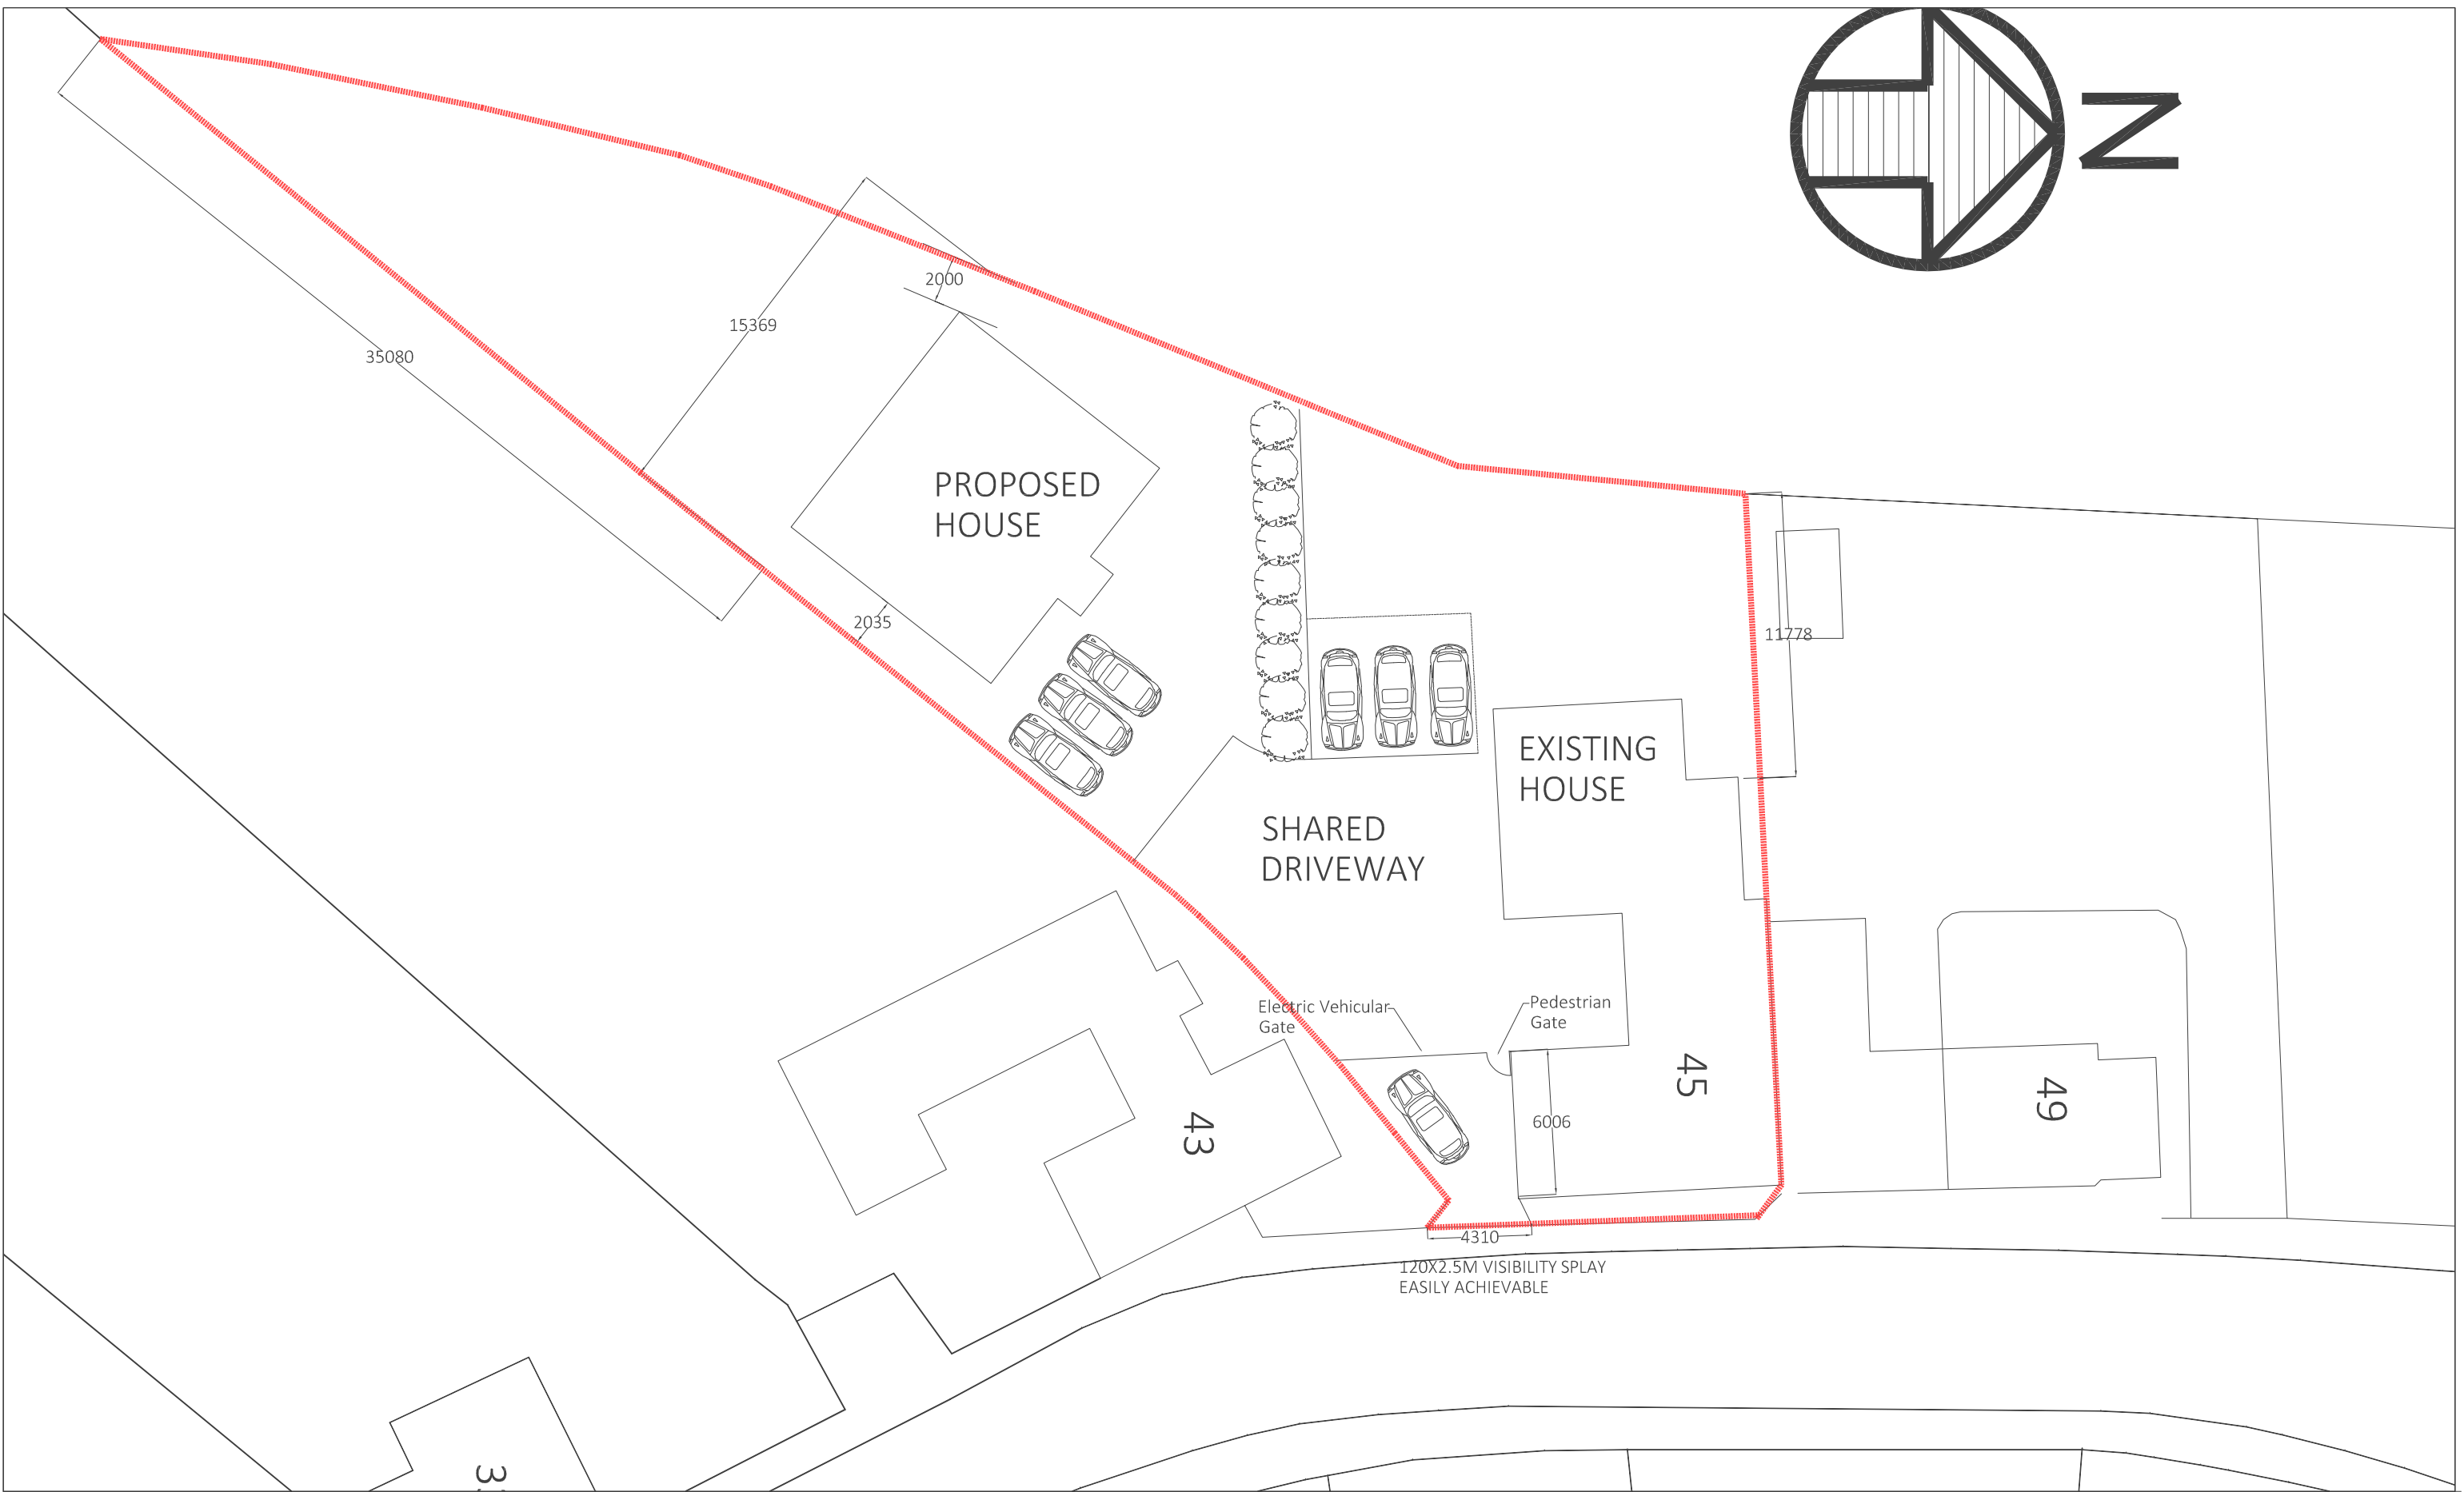 N
2000
15369
35080
PROPOSED
HOUSE
2035
11778
EXISTING
HOUSE
SHARED
DRIVEWAY
Electric Vehicular
Gate
Pedestrian
Gate
45
49
43
6006
4310
120X2.5M VISIBILITY SPLAY
EASILY ACHIEVABLE